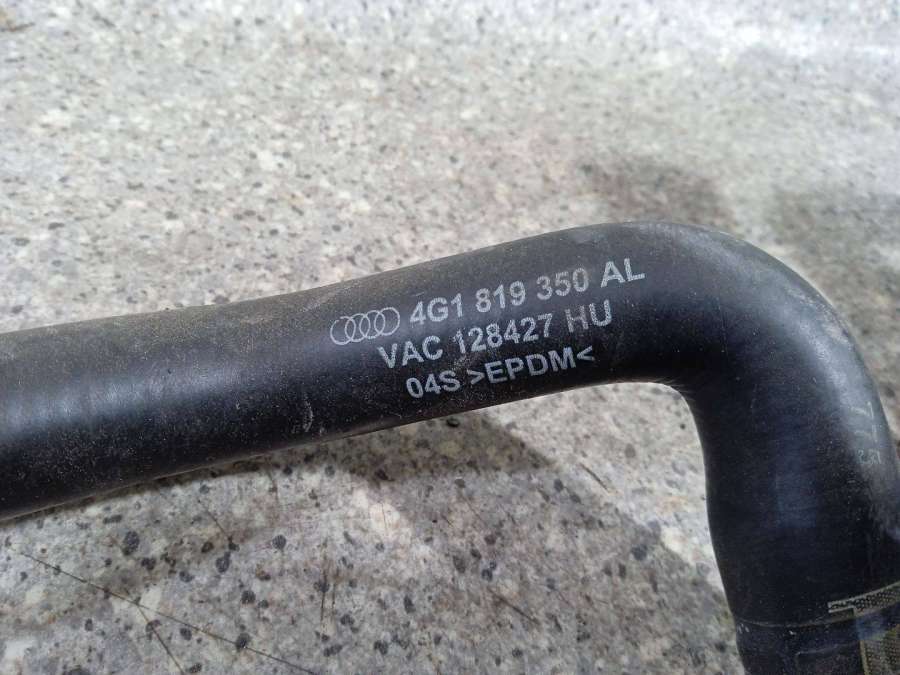 4G1 819 350 AL
VAC 128427 HU
04S >EPDM<